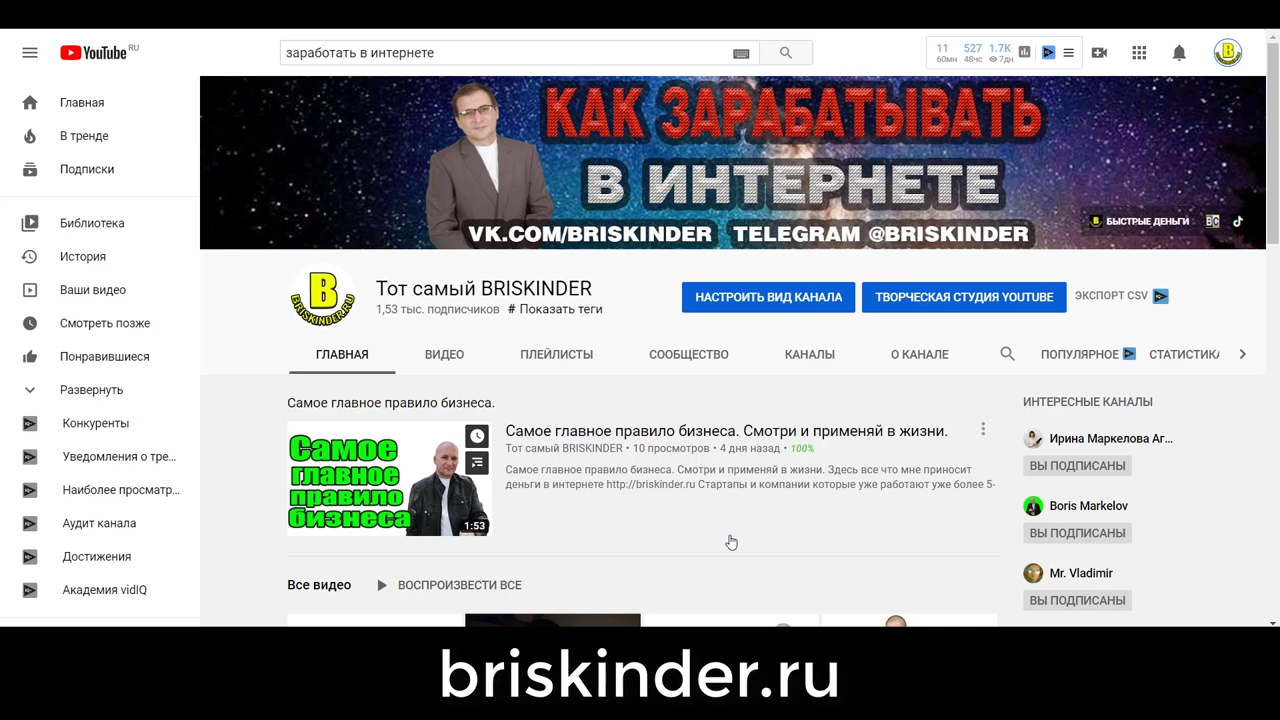 YouTube RU
заработать в интернете
11 527 1.7K
60мн 48чс 7дн
Главная
В тренде
Подписки
Библиотека
История
Ваши видео
Смотреть позже
Понравившиеся
Развернуть
Конкуренты
Уведомления о тре...
Наиболее просматр...
Аудит канала
Достижения
Академия vidIQ
КАК ЗАРАБАТЫВАТЬ
В ИНТЕРНЕТЕ
VK.COM/BRISKINDER TELEGRAM @BRISKINDER
БЫСТРЫЕ ДЕНЬГИ
B
BRISKINDER.RU
Тот самый BRISKINDER
1,53 тыс. подписчиков # Показать теги
НАСТРОИТЬ ВИД КАНАЛА
ТВОРЧЕСКАЯ СТУДИЯ YOUTUBE
ЭКСПОРТ CSV
ГЛАВНАЯ ВИДЕО ПЛЕЙЛИСТЫ СООБЩЕСТВО КАНАЛЫ О КАНАЛЕ ПОПУЛЯРНОЕ СТАТИСТИКА
Самое главное правило бизнеса.
Самое
главное
правило
бизнеса
1:53
Самое главное правило бизнеса. Смотри и применяй в жизни.
Тот самый BRISKINDER • 10 просмотров • 4 дня назад • 100%
Самое главное правило бизнеса. Смотри и применяй в жизни. Здесь все что мне приносит
деньги в интернете http://briskinder.ru Стартапы и компании которые уже работают уже более 5-
Все видео ВОСПРОИЗВЕСТИ ВСЕ
ИНТЕРЕСНЫЕ КАНАЛЫ
Ирина Маркелова Аг...
ВЫ ПОДПИСАНЫ
Boris Markelov
ВЫ ПОДПИСАНЫ
Mr. Vladimir
ВЫ ПОДПИСАНЫ
briskinder.ru